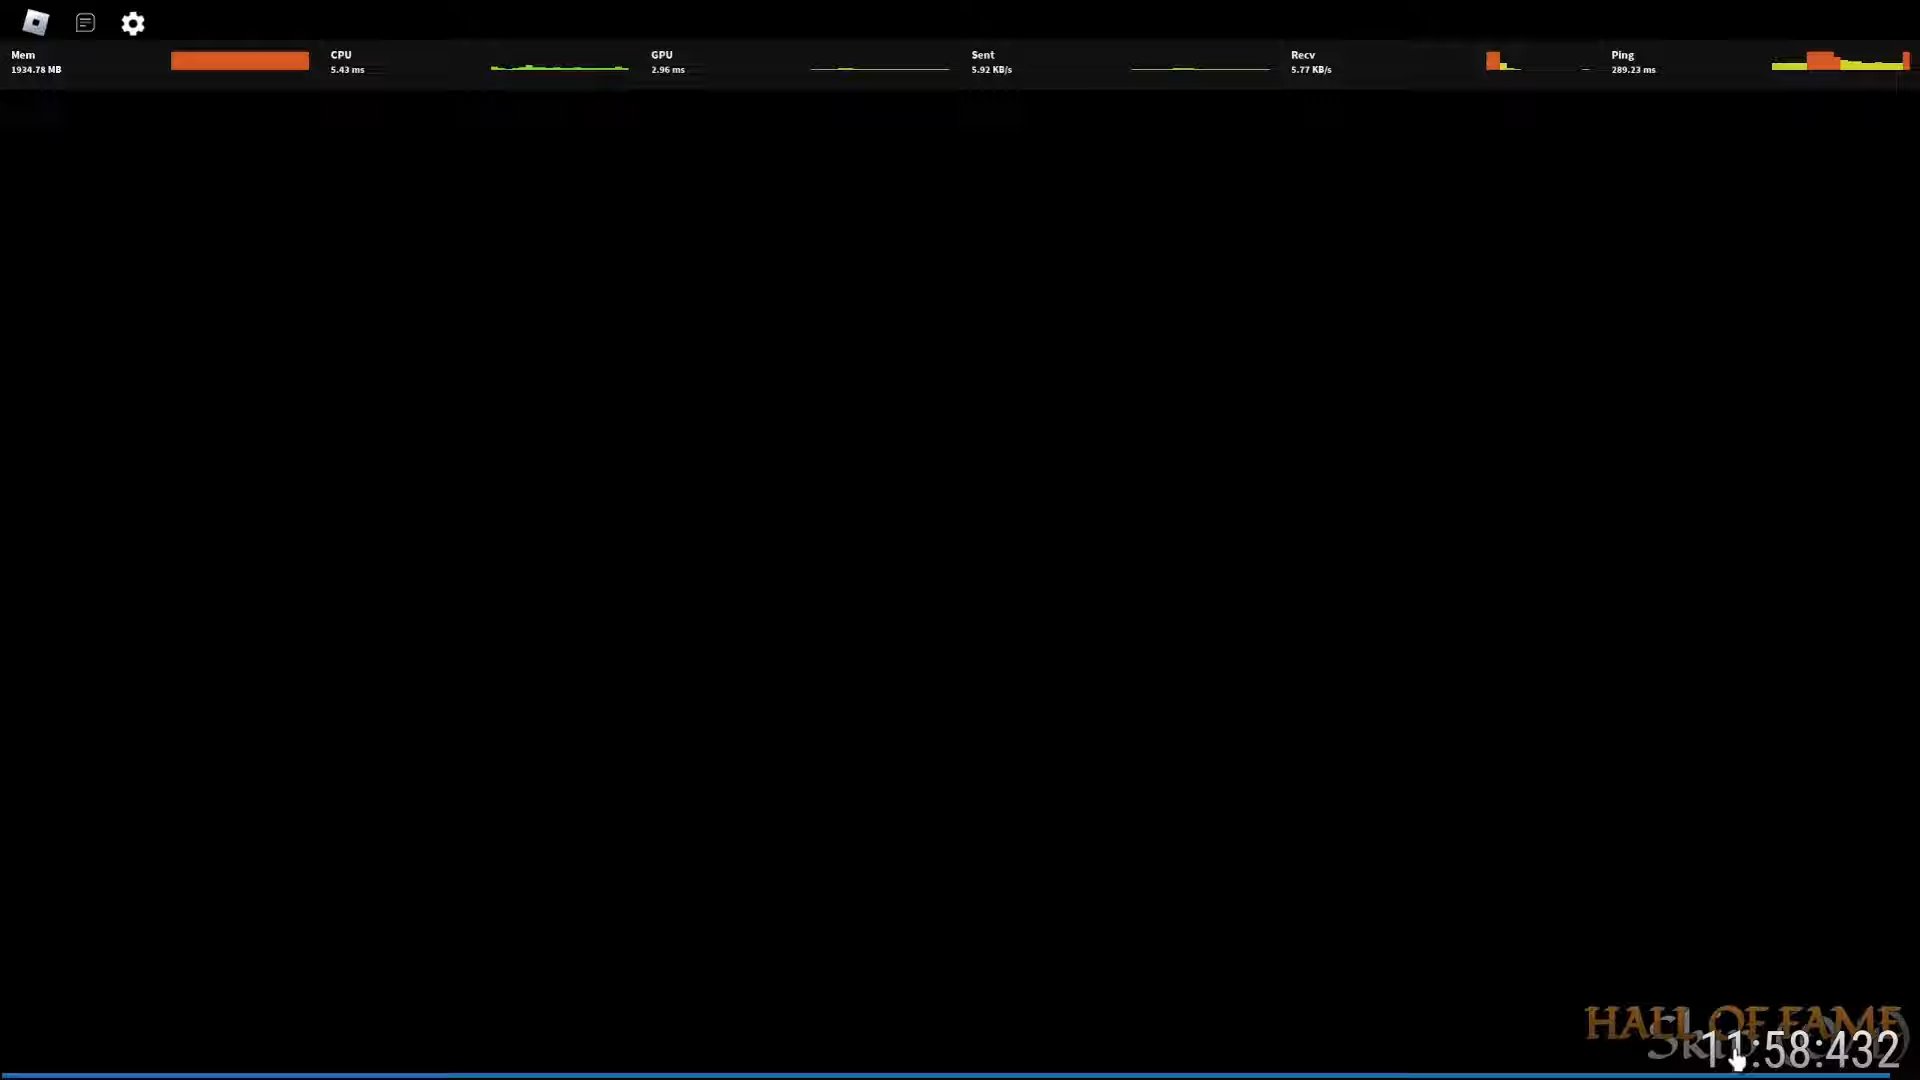 Mem
1934.78 MB
CPU
5.43 ms
GPU
2.96 ms
Sent
5.92 KB/s
Recv
5.77 KB/s
Ping
289.23 ms
HALL OF FAME
Skip
11:58:432